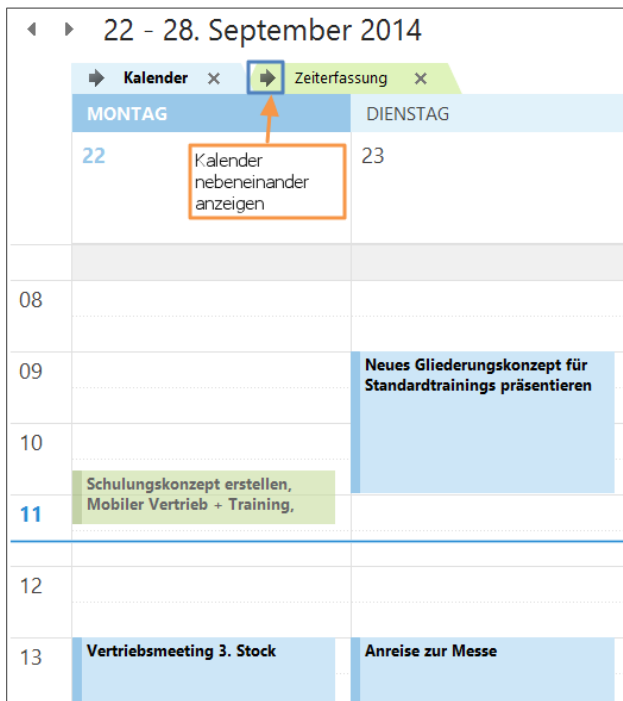 22 - 28. September 2014
Kalender
Zeiterfassung
MONTAG
DIENSTAG
22
23
Kalender
nebeneinander
anzeigen
08
09
Neues Gliederungskonzept für
Standardtrainings präsentieren
10
Schulungskonzept erstellen,
Mobiler Vertrieb + Training,
11
12
13
Vertriebsmeeting 3. Stock
Anreise zur Messe